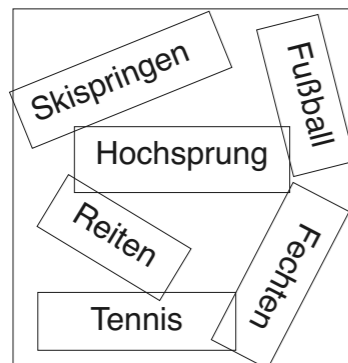 Skispringen
Fußball
Hochsprung
Reiten
Fechten
Tennis